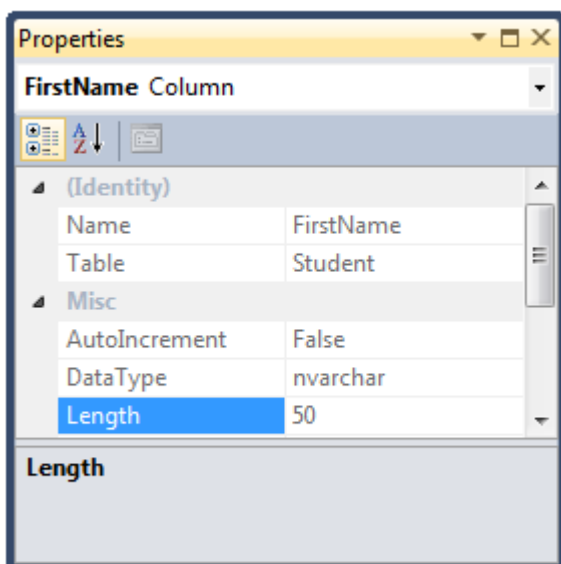 Properties
FirstName Column
(Identity)
Name FirstName
Table Student
Misc
AutoIncrement False
DataType nvarchar
Length 50
Length